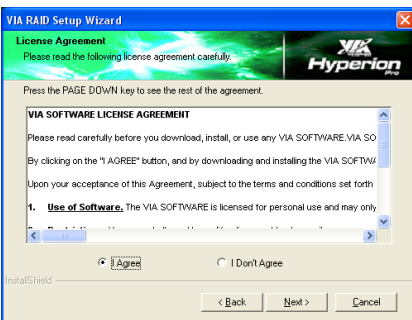 VIA RAID Setup Wizard
License Agreement
Please read the following license agreement carefully.
VIA
Hyperion
Pro
Press the PAGE DOWN key to see the rest of the agreement.
VIA SOFTWARE LICENSE AGREEMENT
Please read carefully before you download, install, or use any VIA SOFTWARE.VIA SO
By clicking on the "I AGREE" button, and by downloading and installing the VIA SOFTWA
Upon your acceptance of this Agreement, subject to the terms and conditions set forth
1. Use of Software. The VIA SOFTWARE is licensed for personal use and may only
I Agree
I Don't Agree
InstallShield
< Back
Next >
Cancel